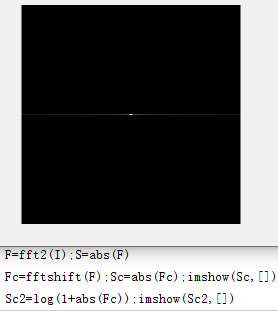 F=fft2(I);S=abs(F)
Fc=fftshift(F);Sc=abs(Fc);imshow(Sc,[])
Sc2=log(1+abs(Fc));imshow(Sc2,[])